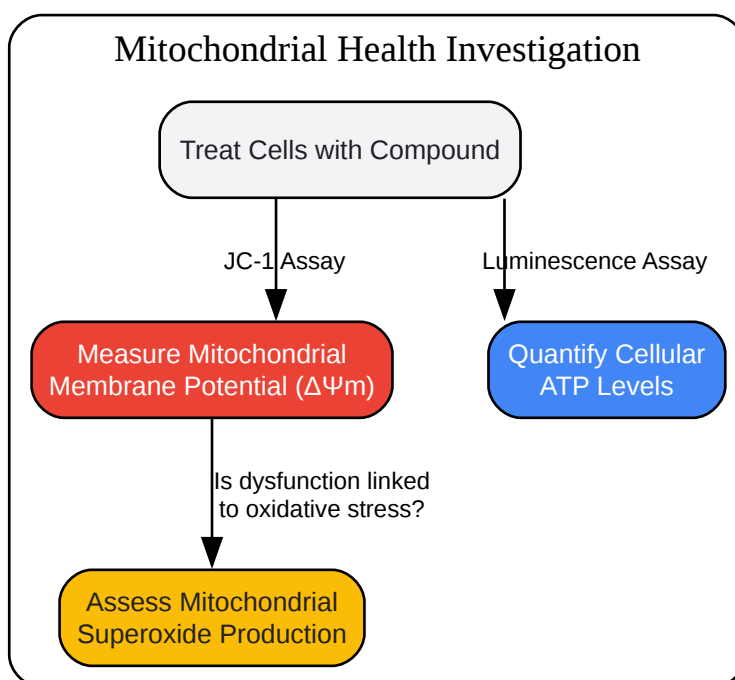 Mitochondrial Health Investigation
Treat Cells with Compound
JC-1 Assay
Luminescence Assay
Measure Mitochondrial
Membrane Potential (ΔΨm)
Quantify Cellular
ATP Levels
Is dysfunction linked
to oxidative stress?
Assess Mitochondrial
Superoxide Production